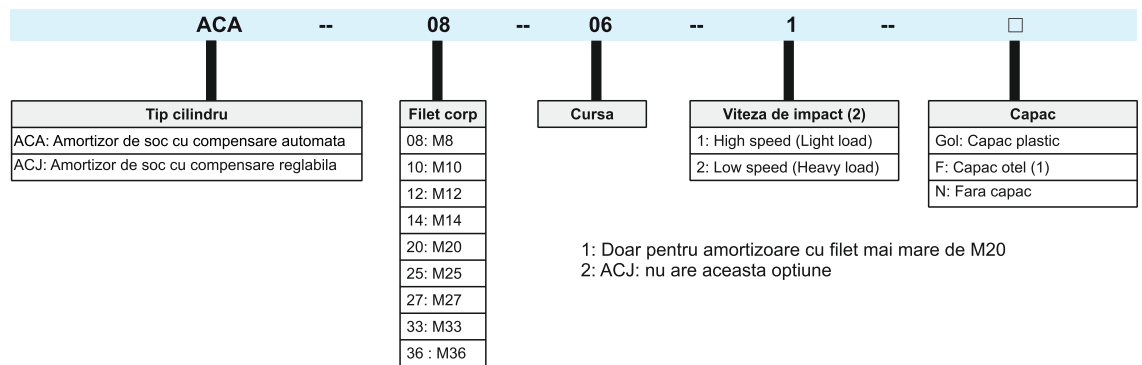 ACA -- 08 -- 06 -- 1 -- □
Tip cilindru
ACA: Amortizor de soc cu compensare automata
ACJ: Amortizor de soc cu compensare reglabila
Filet corp
08: M8
10: M10
12: M12
14: M14
20: M20
25: M25
27: M27
33: M33
36 : M36
Cursa
Viteza de impact (2)
1: High speed (Light load)
2: Low speed (Heavy load)
Capac
Gol: Capac plastic
F: Capac otel (1)
N: Fara capac
1: Doar pentru amortizoare cu filet mai mare de M20
2: ACJ: nu are aceasta optiune